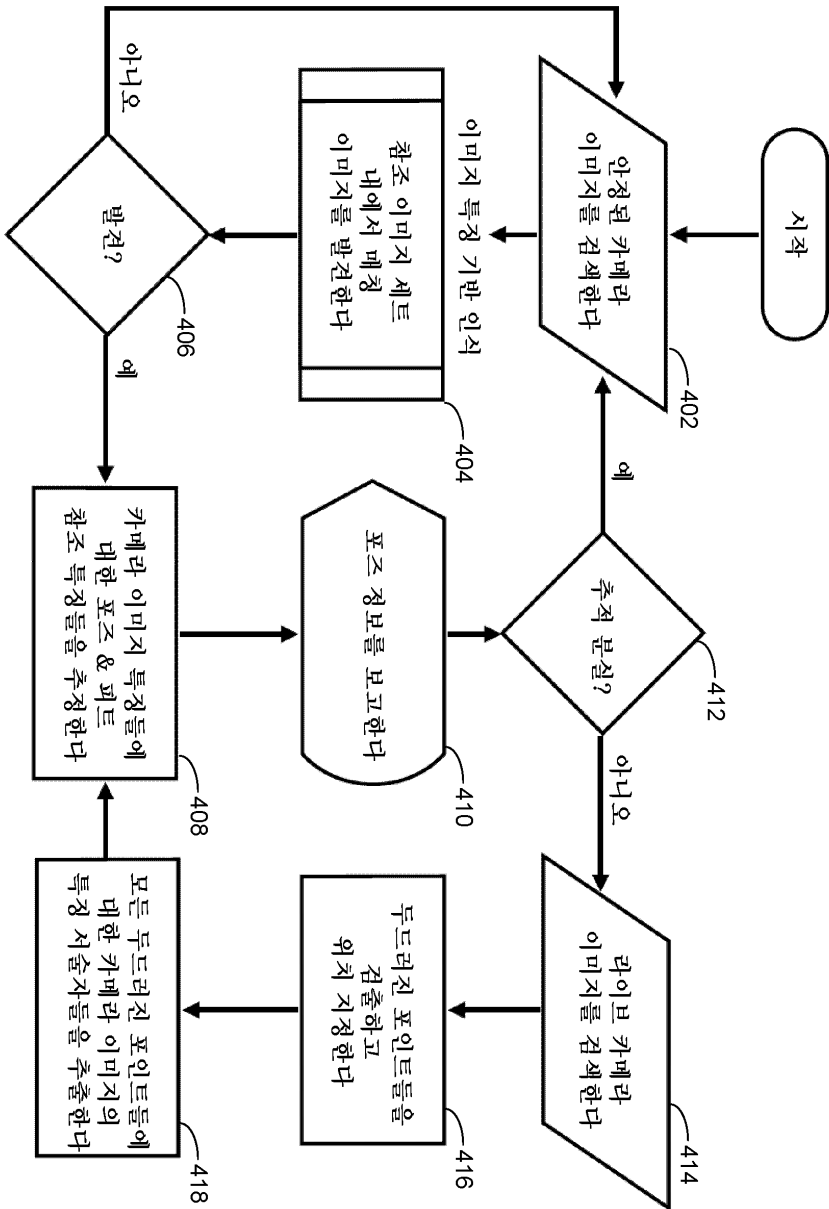 시작
안정된 카메라
이미지를 검색한다
402
이미지 특징 기반 인식
참조 이미지 세트
내에서 매칭
이미지를 발견한다
404
발견?
406
아니오
예
카메라 이미지 특징들에
대한 포즈 & 피트
참조 특징들을 추정한다
408
포즈 정보를 보고한다
410
추적 분실?
412
예
아니오
라이브 카메라
이미지를 검색한다
414
두드러진 포인트들을
검출하고
위치 지정한다
416
모든 두드러진 포인트들에
대한 카메라 이미지의
특징 서술자들을 추출한다
418